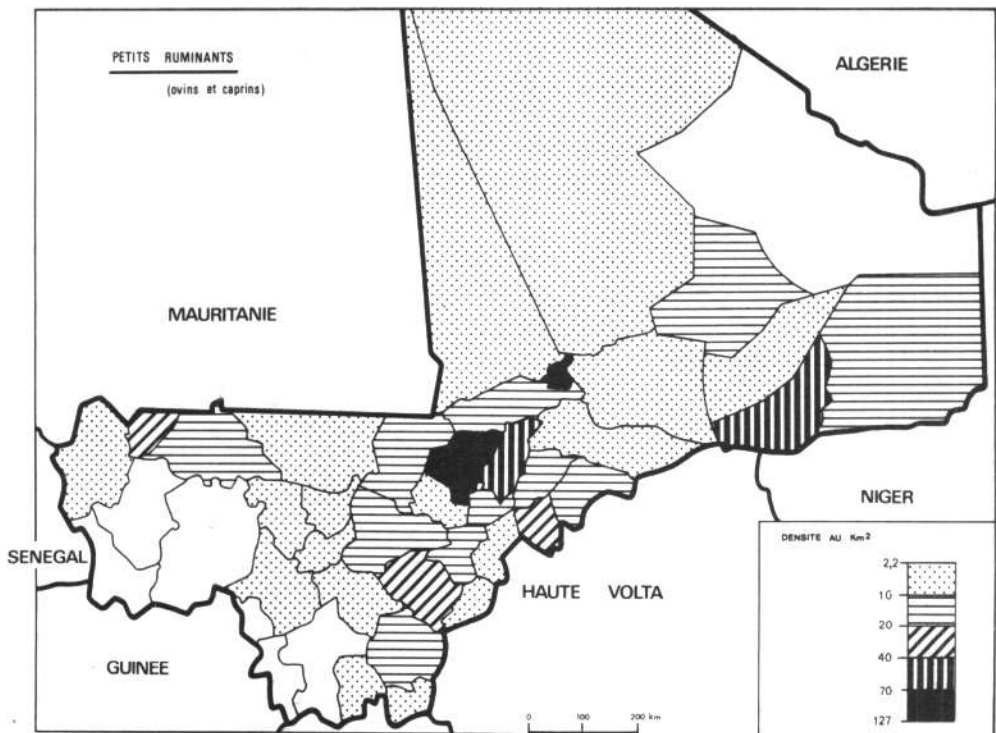 PETITS RUMINANTS
(ovins et caprins)
ALGERIE
MAURITANIE
NIGER
SENEGAL
HAUTE VOLTA
GUINEE
DENSITE AU Km2
2,2
10
20
40
70
127
0 100 200 km